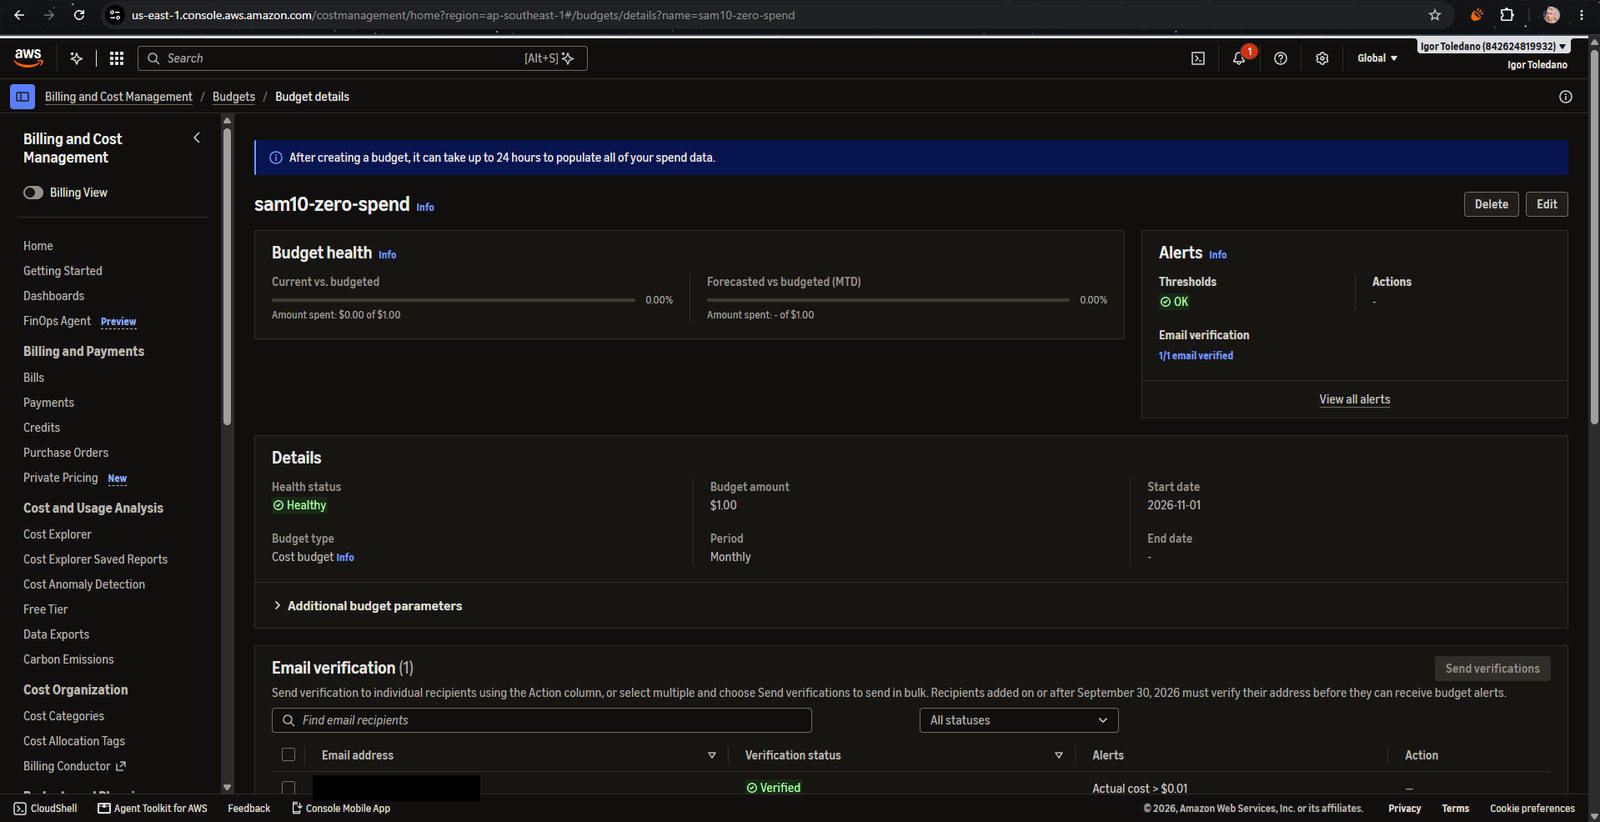 us-east-1.console.aws.amazon.com/costmanagement/home?region=ap-southeast-1#/budgets/details?name=sam10-zero-spend
aws
Search
[Alt+S]
1
Global
Igor Toledano (842624819932)
Igor Toledano
Billing and Cost Management / Budgets / Budget details
Billing and Cost
Management
Billing View
Home
Getting Started
Dashboards
FinOps Agent Preview
Billing and Payments
Bills
Payments
Credits
Purchase Orders
Private Pricing New
Cost and Usage Analysis
Cost Explorer
Cost Explorer Saved Reports
Cost Anomaly Detection
Free Tier
Data Exports
Carbon Emissions
Cost Organization
Cost Categories
Cost Allocation Tags
Billing Conductor
After creating a budget, it can take up to 24 hours to populate all of your spend data.
sam10-zero-spend Info
Delete
Edit
Budget health Info
Current vs. budgeted
0.00%
Amount spent: $0.00 of $1.00
Forecasted vs budgeted (MTD)
0.00%
Amount spent: - of $1.00
Alerts Info
Thresholds
OK
Actions
-
Email verification
1/1 email verified
View all alerts
Details
Health status
Healthy
Budget type
Cost budget Info
Budget amount
$1.00
Period
Monthly
Start date
2026-11-01
End date
-
Additional budget parameters
Email verification (1)
Send verifications
Send verification to individual recipients using the Action column, or select multiple and choose Send verifications to send in bulk. Recipients added on or after September 30, 2026 must verify their address before they can receive budget alerts.
Find email recipients
All statuses
Email address
Verification status
Alerts
Action
Verified
Actual cost > $0.01
–
CloudShell
Agent Toolkit for AWS
Feedback
Console Mobile App
© 2026, Amazon Web Services, Inc. or its affiliates.
Privacy
Terms
Cookie preferences